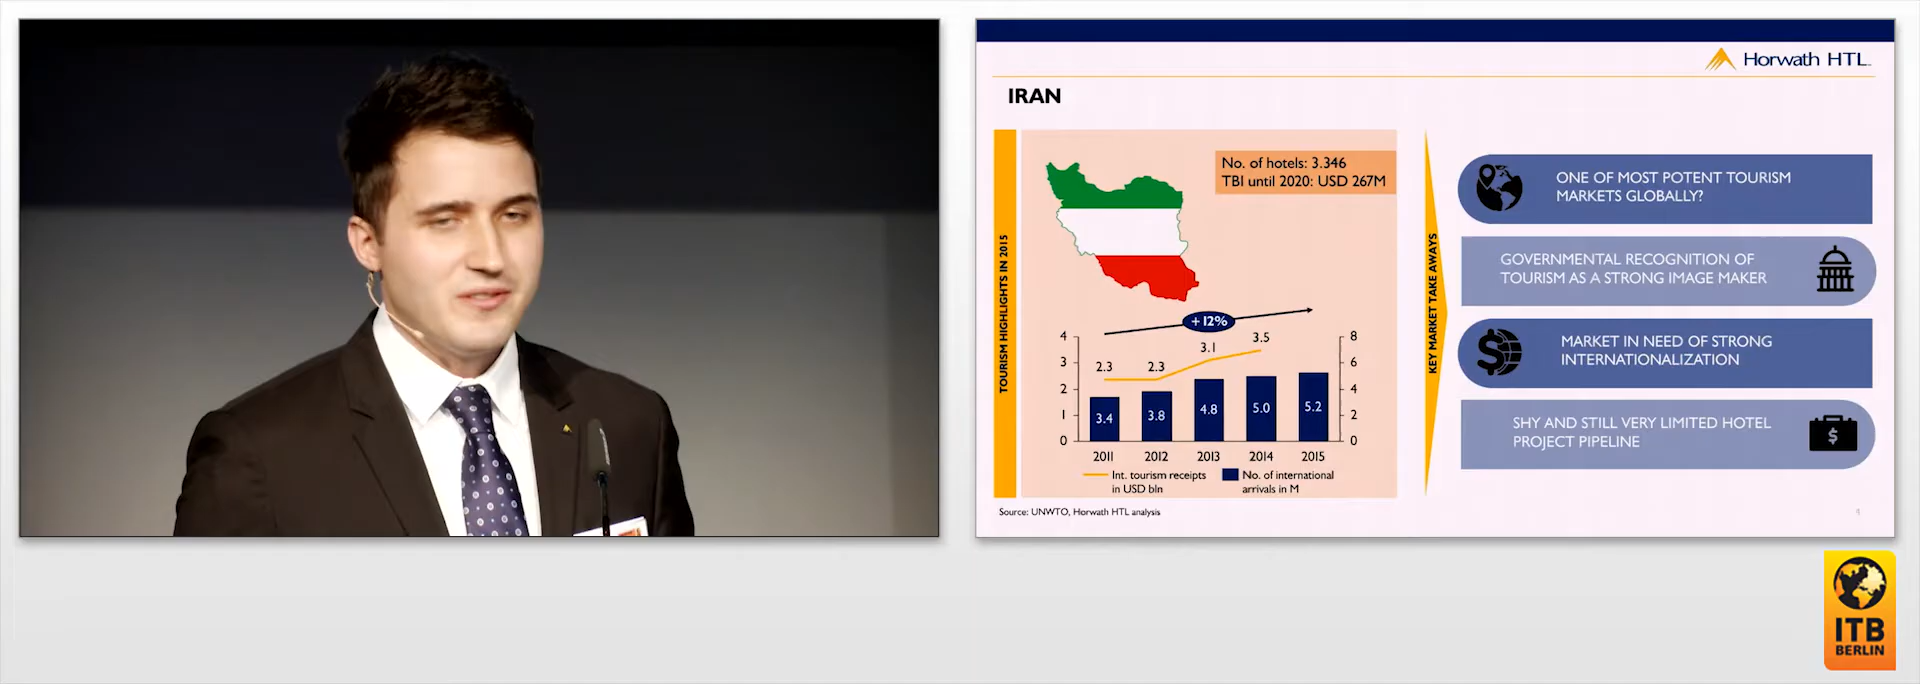 Horwath HTL
IRAN
TOURISM HIGHLIGHTS IN 2015
No. of hotels: 3.346
TBI until 2020: USD 267M
+12%
4
3
2
1
0
8
6
4
2
0
2.3
2.3
3.1
3.5
3.4
3.8
4.8
5.0
5.2
2011
2012
2013
2014
2015
Int. tourism receipts
in USD bln
No. of international
arrivals in M
KEY MARKET TAKE AWAYS
ONE OF MOST POTENT TOURISM
MARKETS GLOBALLY?
GOVERNMENTAL RECOGNITION OF
TOURISM AS A STRONG IMAGE MAKER
$
MARKET IN NEED OF STRONG
INTERNATIONALIZATION
SHY AND STILL VERY LIMITED HOTEL
PROJECT PIPELINE
$
Source: UNWTO, Horwath HTL analysis
ITB
BERLIN